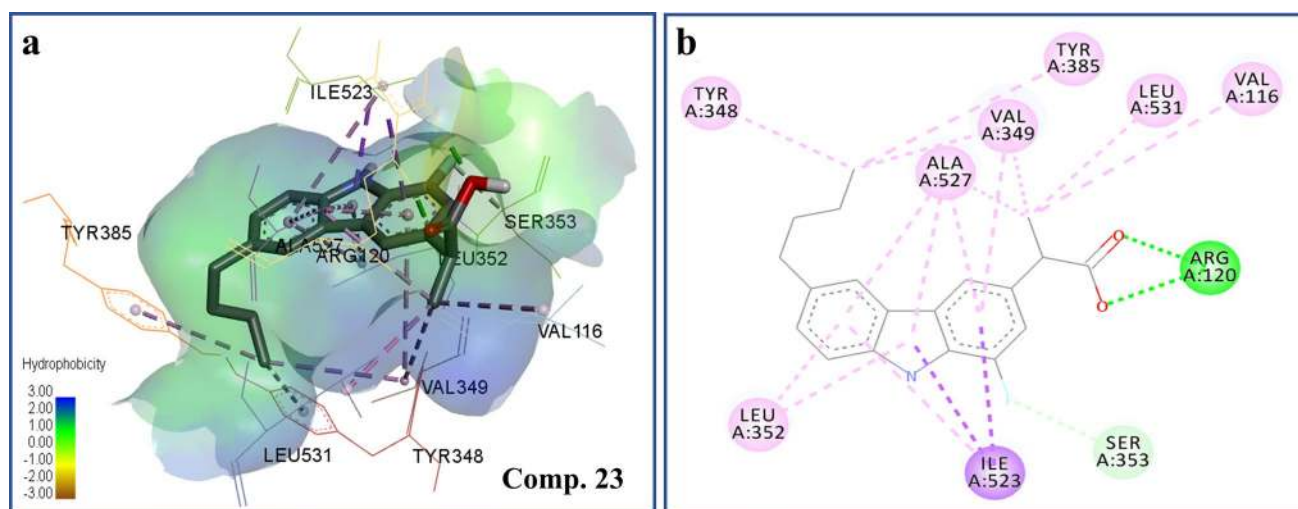 a
ILE523
TYR385
ALA527
ARG120
SER353
LEU352
VAL116
VAL349
LEU531
TYR348
Hydrophobicity
3.00
2.00
1.00
0.00
-1.00
-2.00
-3.00
Comp. 23
b
TYR
A:385
TYR
A:348
VAL
A:349
LEU
A:531
VAL
A:116
ALA
A:527
O
O
ARG
A:120
N
LEU
A:352
ILE
A:523
SER
A:353